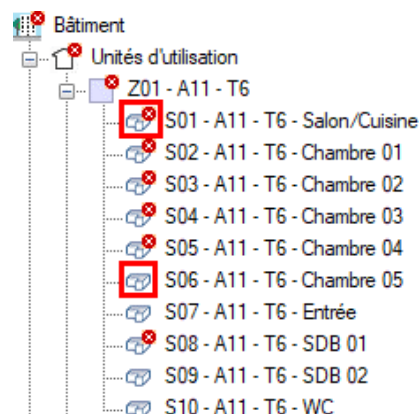 Bâtiment
Unités d'utilisation
Z01 - A11 - T6
S01 - A11 - T6 - Salon/Cuisine
S02 - A11 - T6 - Chambre 01
S03 - A11 - T6 - Chambre 02
S04 - A11 - T6 - Chambre 03
S05 - A11 - T6 - Chambre 04
S06 - A11 - T6 - Chambre 05
S07 - A11 - T6 - Entrée
S08 - A11 - T6 - SDB 01
S09 - A11 - T6 - SDB 02
S10 - A11 - T6 - WC